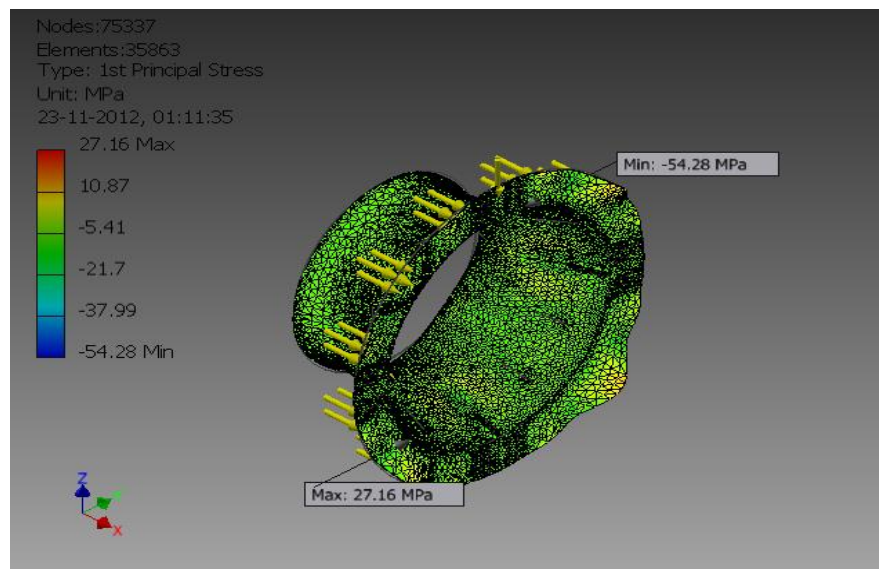 Nodes:75337
Elements:35863
Type: 1st Principal Stress
Unit: MPa
23-11-2012, 01:11:35
27.16 Max
10.87
-5.41
-21.7
-37.99
-54.28 Min
Min: -54.28 MPa
Max: 27.16 MPa
Z
X